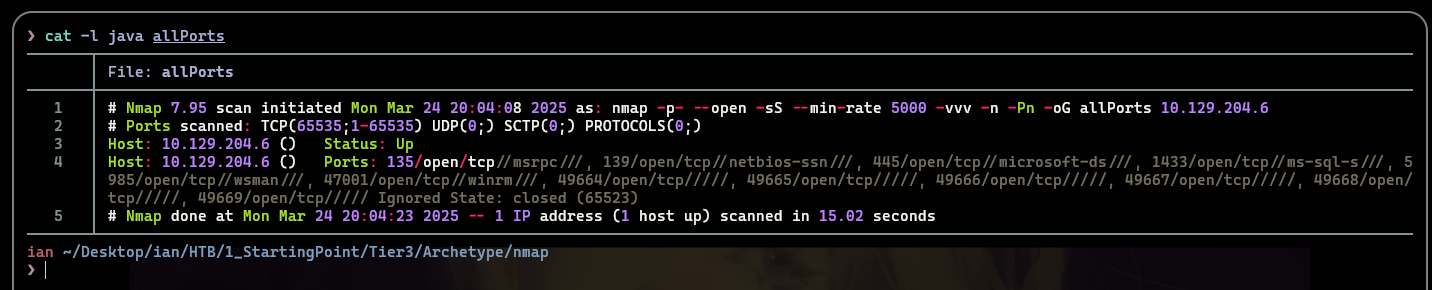 ❯ cat -l java allPorts
File: allPorts
1 # Nmap 7.95 scan initiated Mon Mar 24 20:04:08 2025 as: nmap -p- --open -sS --min-rate 5000 -vvv -n -Pn -oG allPorts 10.129.204.6
2 # Ports scanned: TCP(65535;1-65535) UDP(0;) SCTP(0;) PROTOCOLS(0;)
3 Host: 10.129.204.6 () Status: Up
4 Host: 10.129.204.6 () Ports: 135/open/tcp//msrpc///, 139/open/tcp//netbios-ssn///, 445/open/tcp//microsoft-ds///, 1433/open/tcp//ms-sql-s///, 5
985/open/tcp//wsman///, 47001/open/tcp//winrm///, 49664/open/tcp/////, 49665/open/tcp/////, 49666/open/tcp/////, 49667/open/tcp/////, 49668/open/
tcp/////, 49669/open/tcp///// Ignored State: closed (65523)
5 # Nmap done at Mon Mar 24 20:04:23 2025 -- 1 IP address (1 host up) scanned in 15.02 seconds
ian ~/Desktop/ian/HTB/1_StartingPoint/Tier3/Archetype/nmap
❯